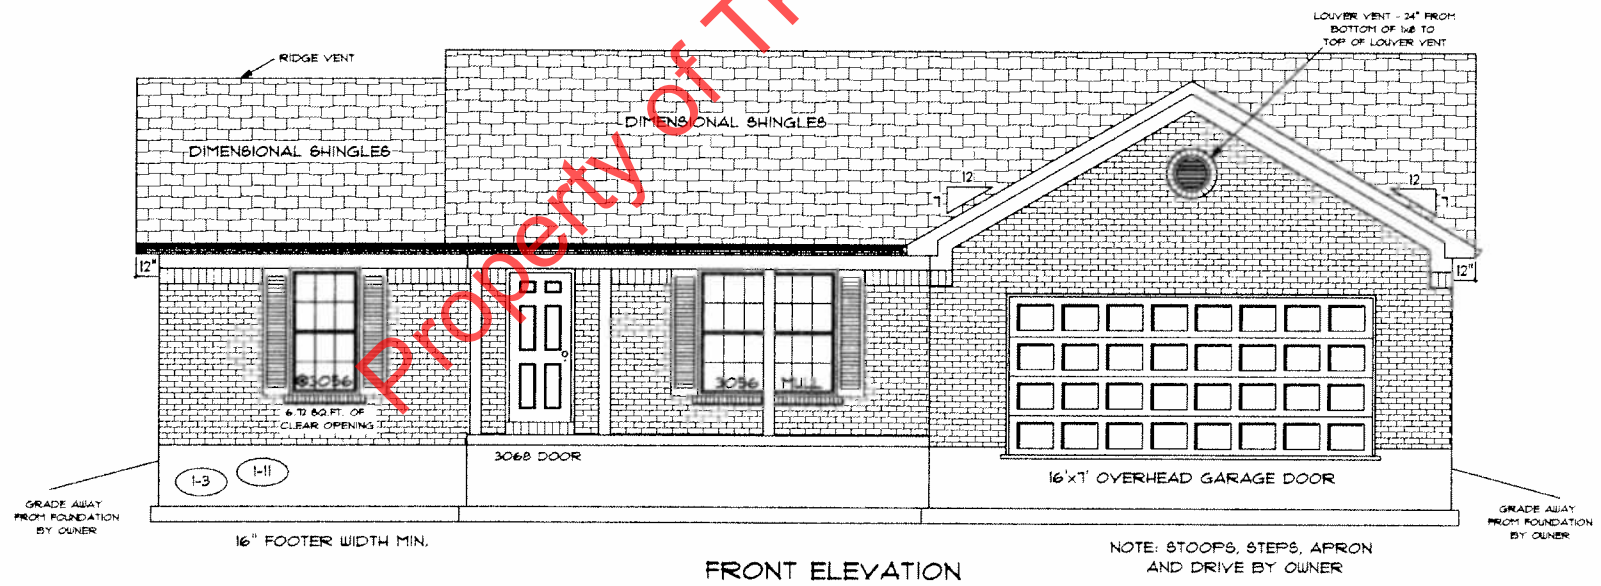 LOUVER VENT - 24" FROM
BOTTOM OF 1x8 TO
TOP OF LOUVER VENT
RIDGE VENT
DIMENSIONAL SHINGLES
DIMENSIONAL SHINGLES
Property of T
12
7
12
7
12"
12"
3056
6.72 SQ.FT. OF
CLEAR OPENING
3056 MULL
3068 DOOR
16'x7' OVERHEAD GARAGE DOOR
1-3
1-11
GRADE AWAY
FROM FOUNDATION
BY OWNER
GRADE AWAY
FROM FOUNDATION
BY OWNER
16" FOOTER WIDTH MIN.
FRONT ELEVATION
NOTE: STOOPS, STEPS, APRON
AND DRIVE BY OWNER